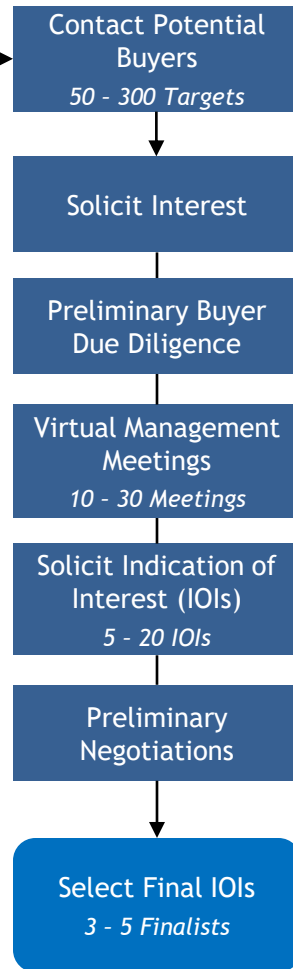 Contact Potential
Buyers
50 – 300 Targets
Solicit Interest
Preliminary Buyer
Due Diligence
Virtual Management
Meetings
10 – 30 Meetings
Solicit Indication of
Interest (IOIs)
5 – 20 IOIs
Preliminary
Negotiations
Select Final IOIs
3 – 5 Finalists